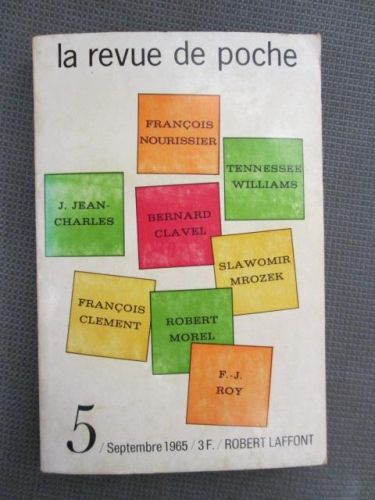 la revue de poche
FRANÇOIS
NOURISSIER
TENNESSEE
WILLIAMS
J. JEAN-
CHARLES
BERNARD
CLAVEL
SLAWOMIR
MROZEK
FRANÇOIS
CLEMENT
ROBERT
MOREL
F.-J.
ROY
5 / Septembre 1965 / 3F. / ROBERT LAFFONT